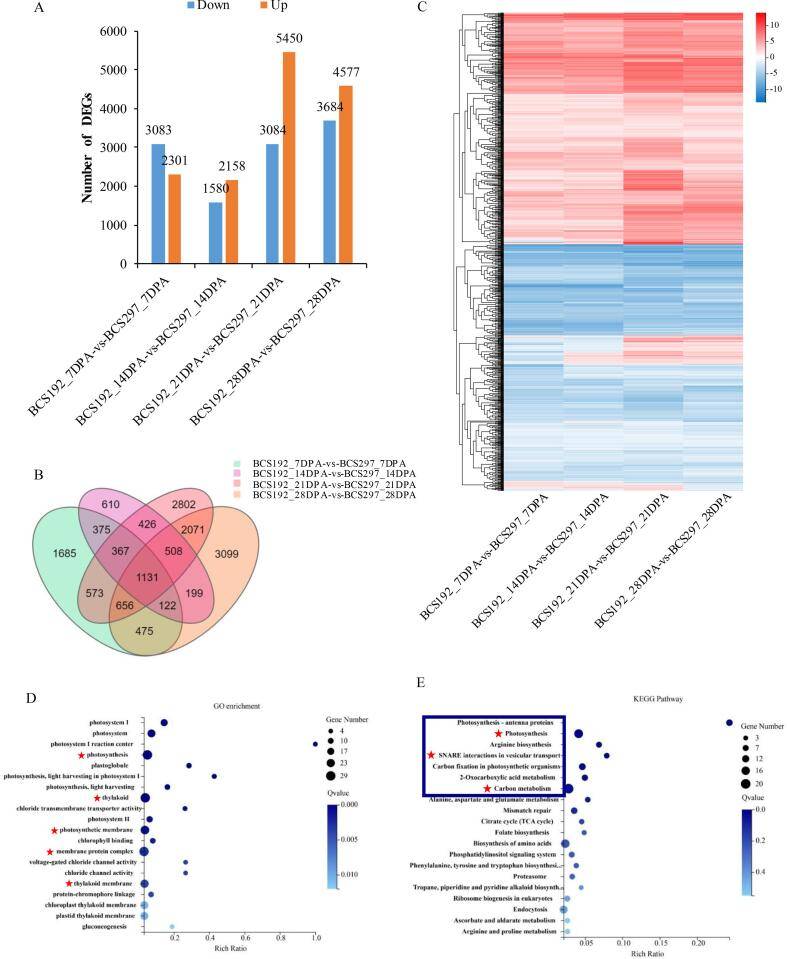 A
Down Up
Number of DEGs
6000
5000
4000
3000
2000
1000
0
3083
2301
1580
2158
3084
5450
3684
4577
BCS192_7DPA-vs-BCS297_7DPA
BCS192_14DPA-vs-BCS297_14DPA
BCS192_21DPA-vs-BCS297_21DPA
BCS192_28DPA-vs-BCS297_28DPA
C
10
5
0
-5
-10
BCS192_7DPA-vs-BCS297_7DPA
BCS192_14DPA-vs-BCS297_14DPA
BCS192_21DPA-vs-BCS297_21DPA
BCS192_28DPA-vs-BCS297_28DPA
B
BCS192_7DPA-vs-BCS297_7DPA
BCS192_14DPA-vs-BCS297_14DPA
BCS192_21DPA-vs-BCS297_21DPA
BCS192_28DPA-vs-BCS297_28DPA
610
2802
375
426
2071
1685
367
508
3099
1131
573
656
122
199
475
D
GO enrichment
photosystem I
photosystem
photosystem I reaction center
photosynthesis
plastoglobule
photosynthesis, light harvesting in photosystem I
photosynthesis, light harvesting
thylakoid
chloride transmembrane transporter activity
photosystem II
photosynthetic membrane
chlorophyll binding
membrane protein complex
voltage-gated chloride channel activity
chloride channel activity
thylakoid membrane
protein-chromophore linkage
chloroplast thylakoid membrane
plastid thylakoid membrane
gluconeogenesis
0.2 0.4 0.6 0.8 1.0
Rich Ratio
Gene Number
4
10
17
23
29
Qvalue
0.000
0.005
0.010
E
KEGG Pathway
Photosynthesis - antenna proteins
Photosynthesis
Arginine biosynthesis
SNARE interactions in vesicular transport
Carbon fixation in photosynthetic organisms
2-Oxocarboxylic acid metabolism
Carbon metabolism
Alanine, aspartate and glutamate metabolism
Mismatch repair
Citrate cycle (TCA cycle)
Folate biosynthesis
Biosynthesis of amino acids
Phosphatidylinositol signaling system
Phenylalanine, tyrosine and tryptophan biosynthesi..
Proteasome
Tropane, piperidine and pyridine alkaloid biosynth..
Ribosome biogenesis in eukaryotes
Endocytosis
Ascorbate and aldarate metabolism
Arginine and proline metabolism
0.05 0.10 0.15 0.20
Rich Ratio
Gene Number
3
7
12
16
20
Qvalue
0.0
0.2
0.4